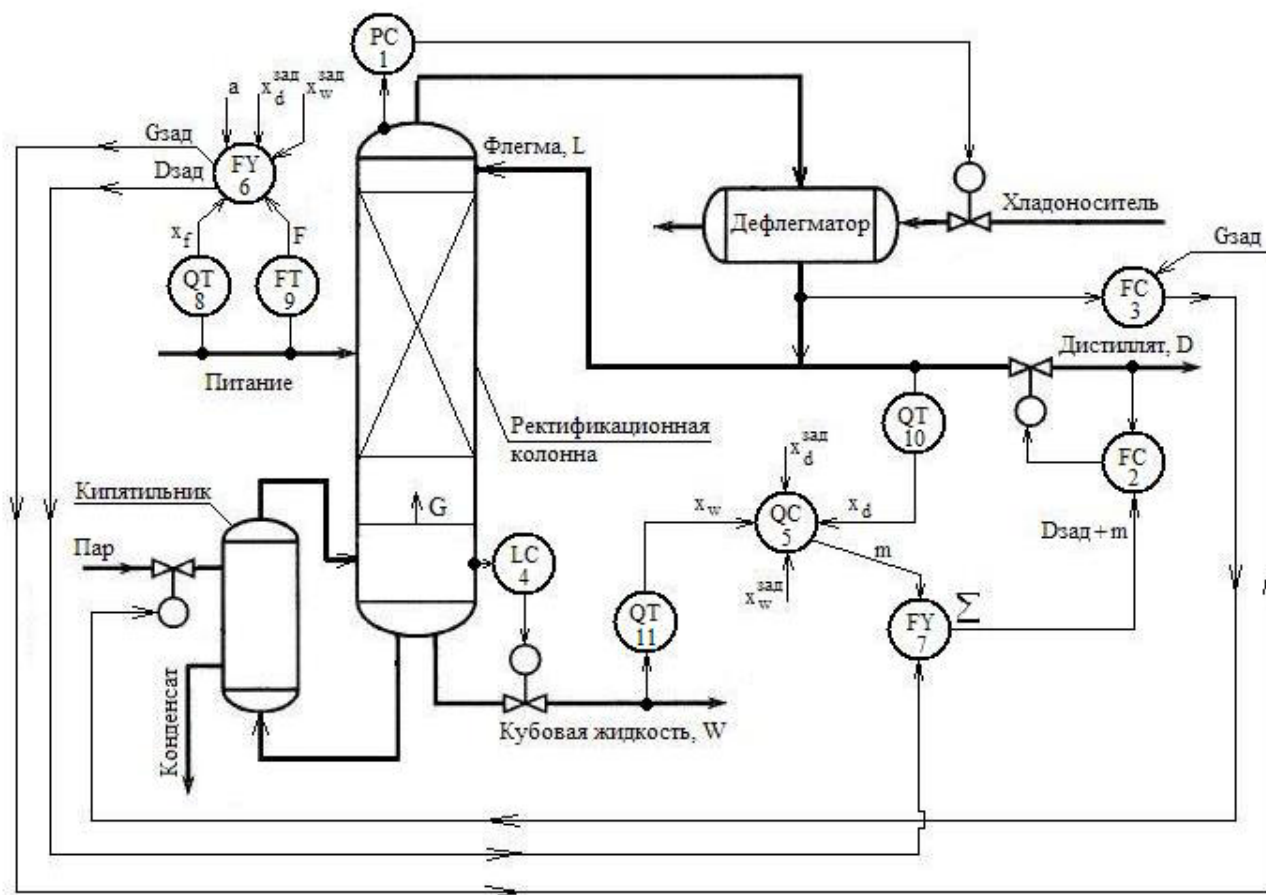 PC
1
a
x_d^зад
x_w^зад
Gзад
Dзад
FY
6
Флегма, L
x_f
F
QT
8
FT
9
Питание
Дефлегматор
Хладоноситель
Gзад
FC
3
Дистиллят, D
QT
10
FC
2
Ректификационная
колонна
x_d^зад
Кипятильник
G
x_w
QC
5
x_d
Dзад + m
Пар
LC
4
m
x_w^зад
QT
11
FY
7
Σ
Конденсат
Кубовая жидкость, W